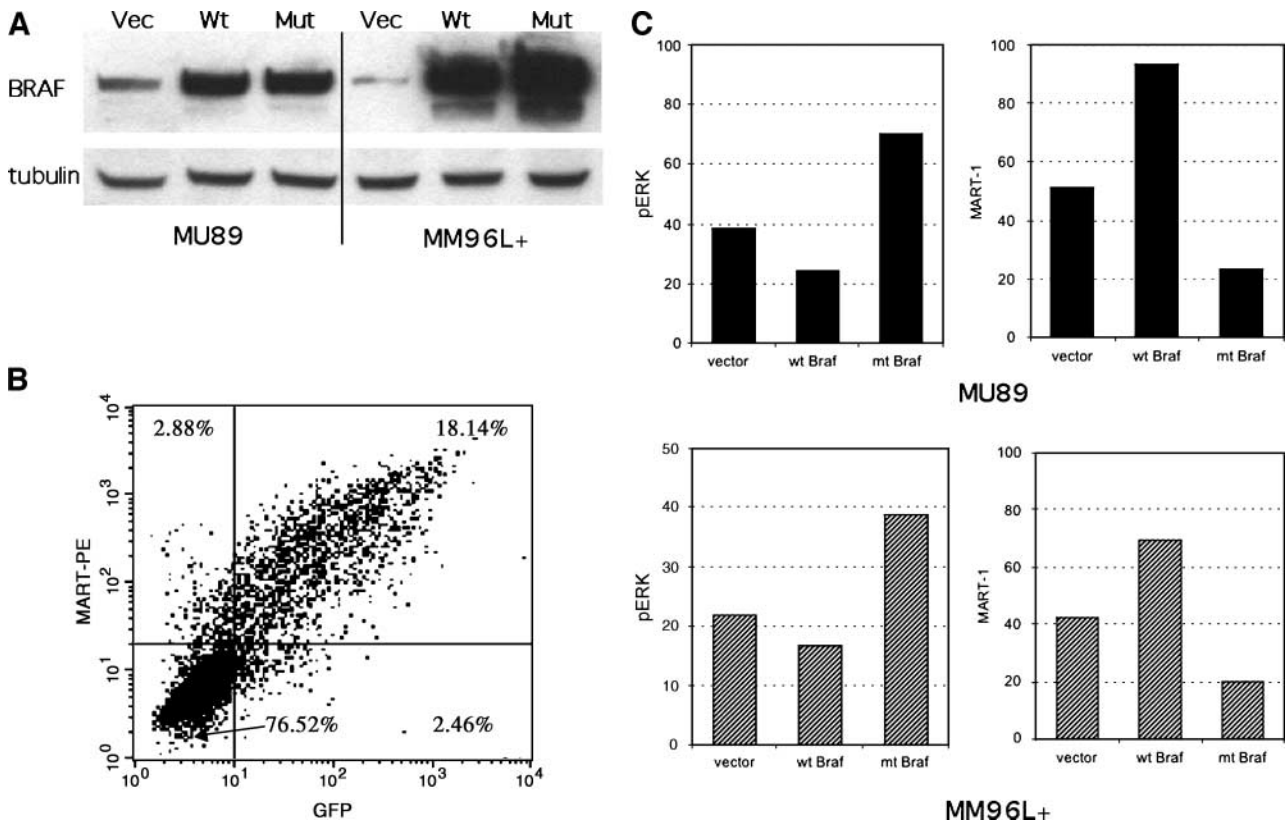 A
Vec Wt Mut Vec Wt Mut
BRAF
tubulin
MU89 MM96L+
B
2.88% 18.14%
76.52% 2.46%
MART-PE
10^4
10^3
10^2
10^1
10^0
10^0 10^1 10^2 10^3 10^4
GFP
C
pERK
100
80
60
40
20
0
vector wt Braf mt Braf
MART-1
100
80
60
40
20
0
vector wt Braf mt Braf
MU89
pERK
50
40
30
20
10
0
vector wt Braf mt Braf
MART-1
100
80
60
40
20
0
vector wt Braf mt Braf
MM96L+